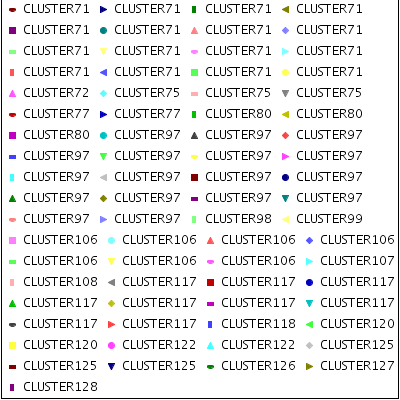 CLUSTER71 CLUSTER71 CLUSTER71 CLUSTER71
CLUSTER71 CLUSTER71 CLUSTER71 CLUSTER71
CLUSTER71 CLUSTER71 CLUSTER71 CLUSTER71
CLUSTER71 CLUSTER71 CLUSTER71 CLUSTER71
CLUSTER72 CLUSTER75 CLUSTER75 CLUSTER75
CLUSTER77 CLUSTER77 CLUSTER80 CLUSTER80
CLUSTER80 CLUSTER97 CLUSTER97 CLUSTER97
CLUSTER97 CLUSTER97 CLUSTER97 CLUSTER97
CLUSTER97 CLUSTER97 CLUSTER97 CLUSTER97
CLUSTER97 CLUSTER97 CLUSTER97 CLUSTER97
CLUSTER97 CLUSTER97 CLUSTER98 CLUSTER99
CLUSTER106 CLUSTER106 CLUSTER106 CLUSTER106
CLUSTER106 CLUSTER106 CLUSTER106 CLUSTER107
CLUSTER108 CLUSTER117 CLUSTER117 CLUSTER117
CLUSTER117 CLUSTER117 CLUSTER117 CLUSTER117
CLUSTER117 CLUSTER117 CLUSTER118 CLUSTER120
CLUSTER120 CLUSTER122 CLUSTER122 CLUSTER125
CLUSTER125 CLUSTER125 CLUSTER126 CLUSTER127
CLUSTER128